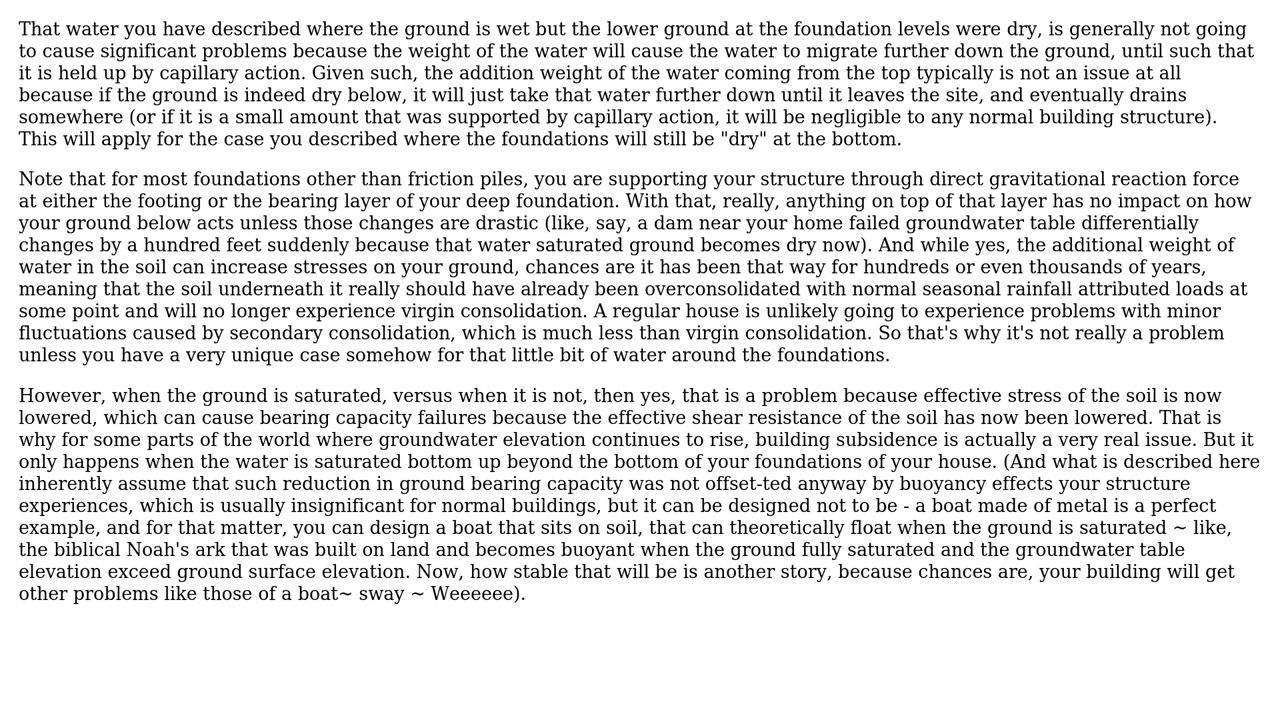 That water you have described where the ground is wet but the lower ground at the foundation levels were dry, is generally not going
to cause significant problems because the weight of the water will cause the water to migrate further down the ground, until such that
it is held up by capillary action. Given such, the addition weight of the water coming from the top typically is not an issue at all
because if the ground is indeed dry below, it will just take that water further down until it leaves the site, and eventually drains
somewhere (or if it is a small amount that was supported by capillary action, it will be negligible to any normal building structure).
This will apply for the case you described where the foundations will still be "dry" at the bottom.
Note that for most foundations other than friction piles, you are supporting your structure through direct gravitational reaction force
at either the footing or the bearing layer of your deep foundation. With that, really, anything on top of that layer has no impact on how
your ground below acts unless those changes are drastic (like, say, a dam near your home failed groundwater table differentially
changes by a hundred feet suddenly because that water saturated ground becomes dry now). And while yes, the additional weight of
water in the soil can increase stresses on your ground, chances are it has been that way for hundreds or even thousands of years,
meaning that the soil underneath it really should have already been overconsolidated with normal seasonal rainfall attributed loads at
some point and will no longer experience virgin consolidation. A regular house is unlikely going to experience problems with minor
fluctuations caused by secondary consolidation, which is much less than virgin consolidation. So that's why it's not really a problem
unless you have a very unique case somehow for that little bit of water around the foundations.
However, when the ground is saturated, versus when it is not, then yes, that is a problem because effective stress of the soil is now
lowered, which can cause bearing capacity failures because the effective shear resistance of the soil has now been lowered. That is
why for some parts of the world where groundwater elevation continues to rise, building subsidence is actually a very real issue. But it
only happens when the water is saturated bottom up beyond the bottom of your foundations of your house. (And what is described here
inherently assume that such reduction in ground bearing capacity was not offset-ted anyway by buoyancy effects your structure
experiences, which is usually insignificant for normal buildings, but it can be designed not to be - a boat made of metal is a perfect
example, and for that matter, you can design a boat that sits on soil, that can theoretically float when the ground is saturated ~ like,
the biblical Noah's ark that was built on land and becomes buoyant when the ground fully saturated and the groundwater table
elevation exceed ground surface elevation. Now, how stable that will be is another story, because chances are, your building will get
other problems like those of a boat~ sway ~ Weeeeee).